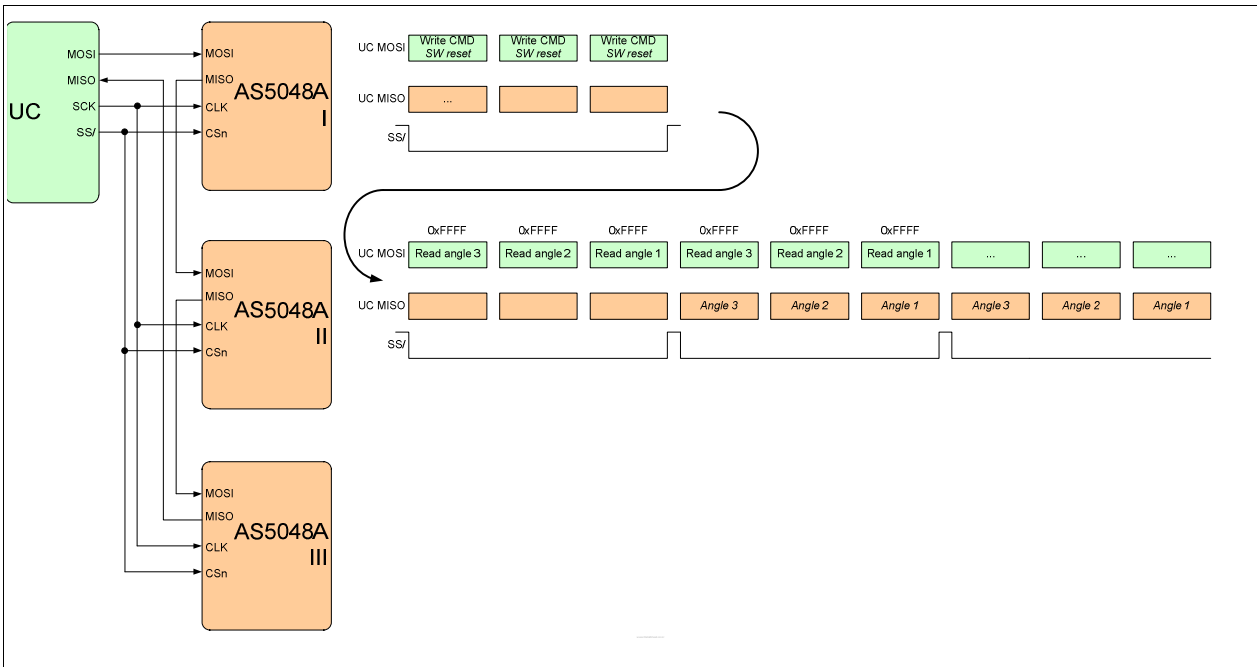 UC
MOSI
MISO
SCK
SS/
MOSI
MISO
CLK
CSn
AS5048A
I
MOSI
MISO
CLK
CSn
AS5048A
II
MOSI
MISO
CLK
CSn
AS5048A
III
UC MOSI
Write CMD
SW reset
Write CMD
SW reset
Write CMD
SW reset
UC MISO
...
SS/
0xFFFF 0xFFFF 0xFFFF 0xFFFF 0xFFFF 0xFFFF
UC MOSI Read angle 3 Read angle 2 Read angle 1 Read angle 3 Read angle 2 Read angle 1 ... ... ...
UC MISO Angle 3 Angle 2 Angle 1 Angle 3 Angle 2 Angle 1
SS/